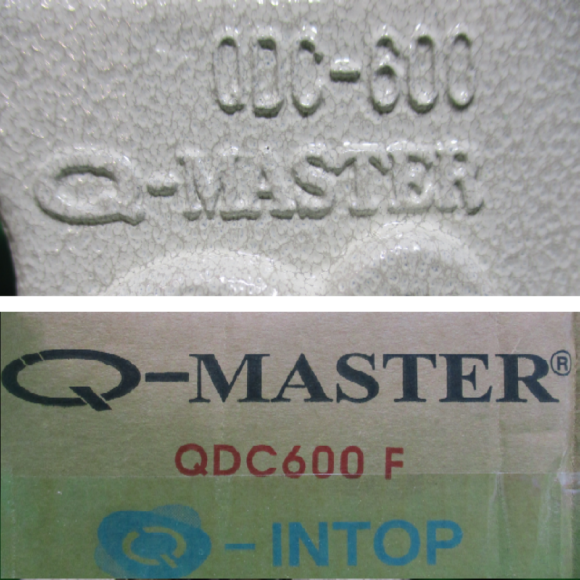 QDC-600
Q-MASTER
Q-MASTER®
QDC600 F
Q-INTOP